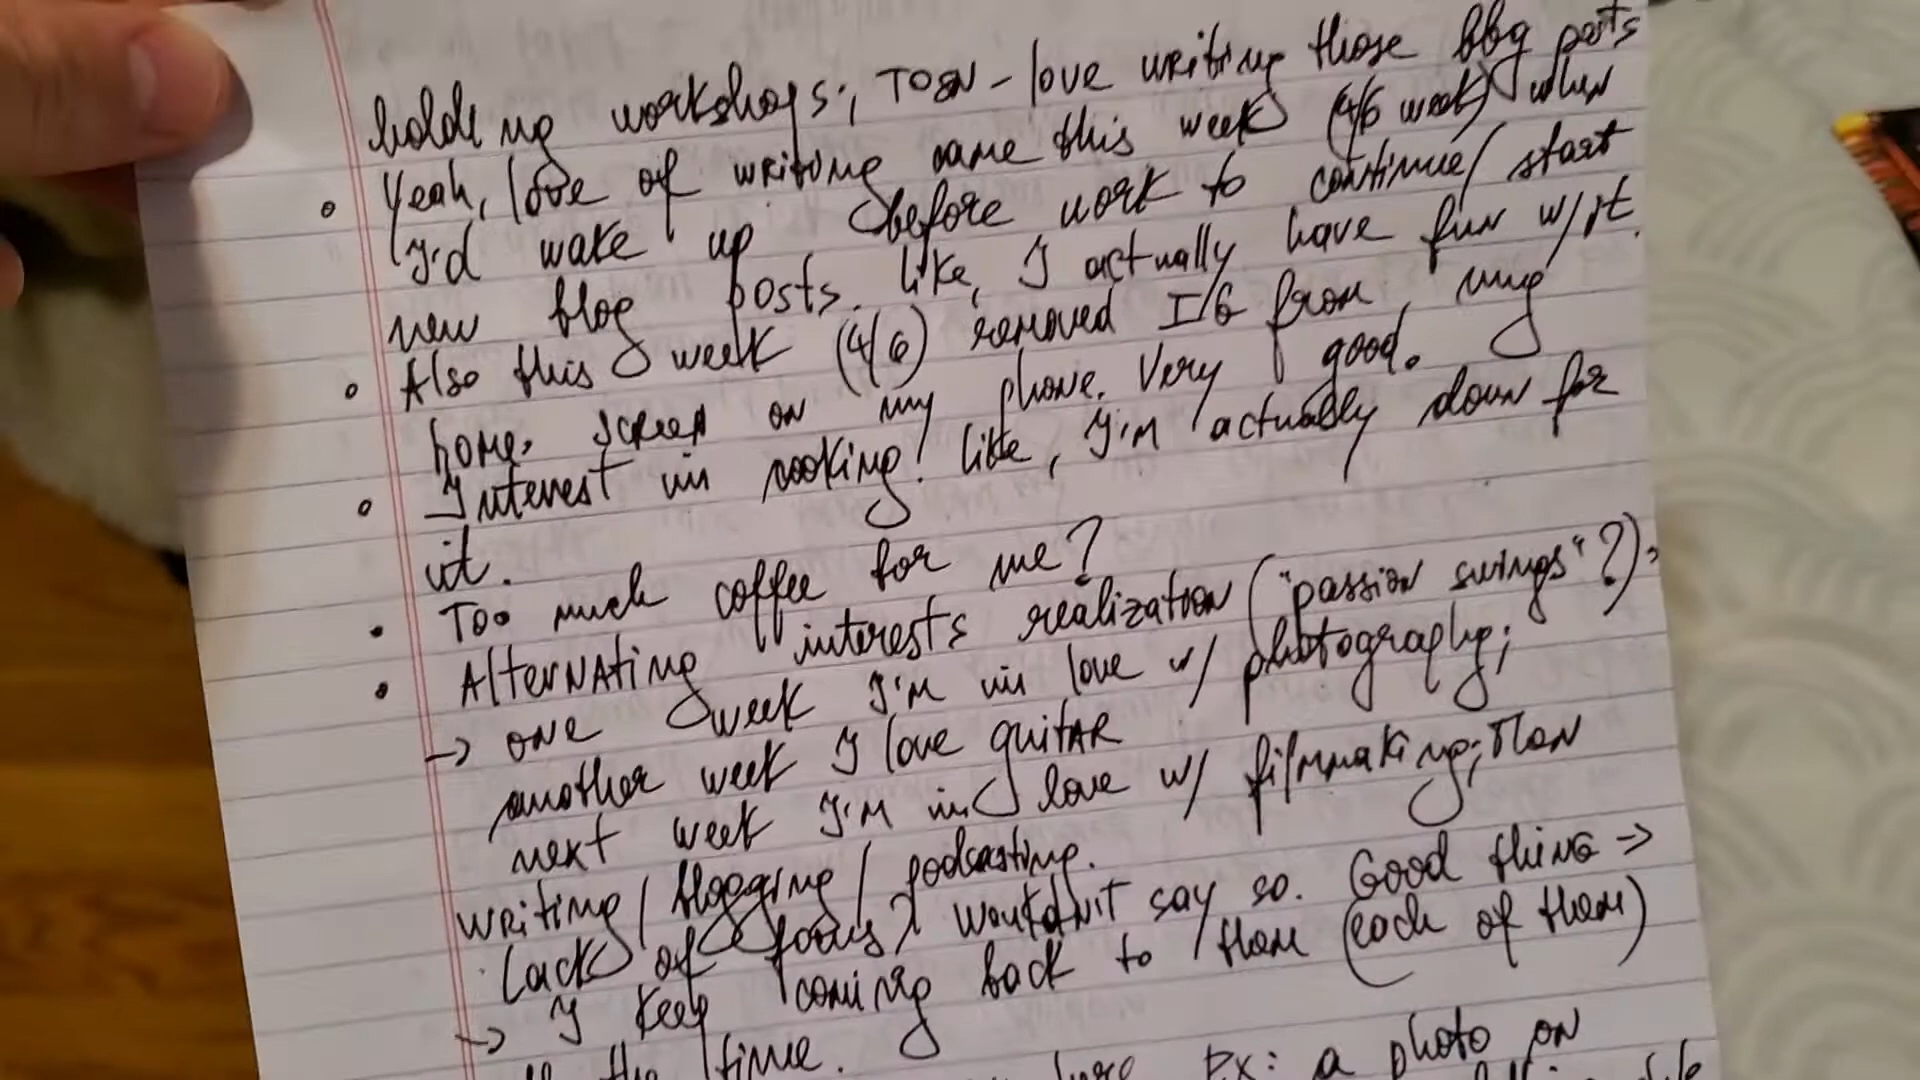 holding workshops; TOEN - love writing those blog posts
• Yeah, love of writing came this week (4/6 week) when
I'd wake up before work to continue/start
new blog posts. Like, I actually have fun w/it.
• Also this week (4/6) removed I/G from my
home screen on my phone. Very good.
• Interest in cooking! Like, I'm actually down for
it.
• Too much coffee for me?
• Alternating interests realization ("passion swings"?):
→ one week I'm in love w/ photography;
another week I love guitar
next week I'm in love w/ filmmaking; Then
writing/blogging/podcasting.
Lack of focus? Wouldn't say so. Good thing →
→ I keep coming back to them (each of them)
the time.
Ex: a photo on